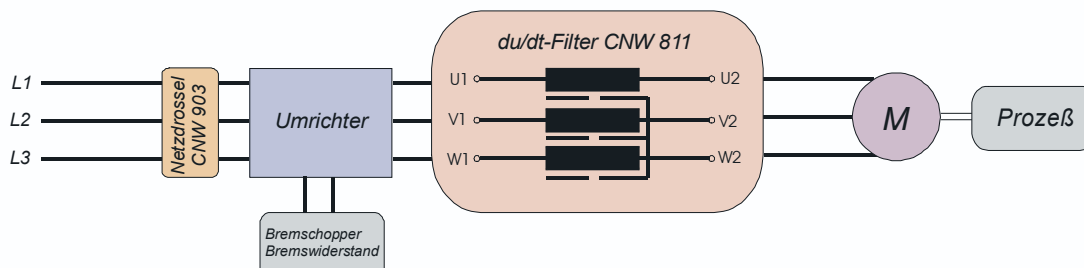 L1
L2
L3
Netzdrossel
CNW 903
Umrichter
Bremschopper
Bremswiderstand
du/dt-Filter CNW 811
U1
U2
V1
V2
W1
W2
M
Prozeß